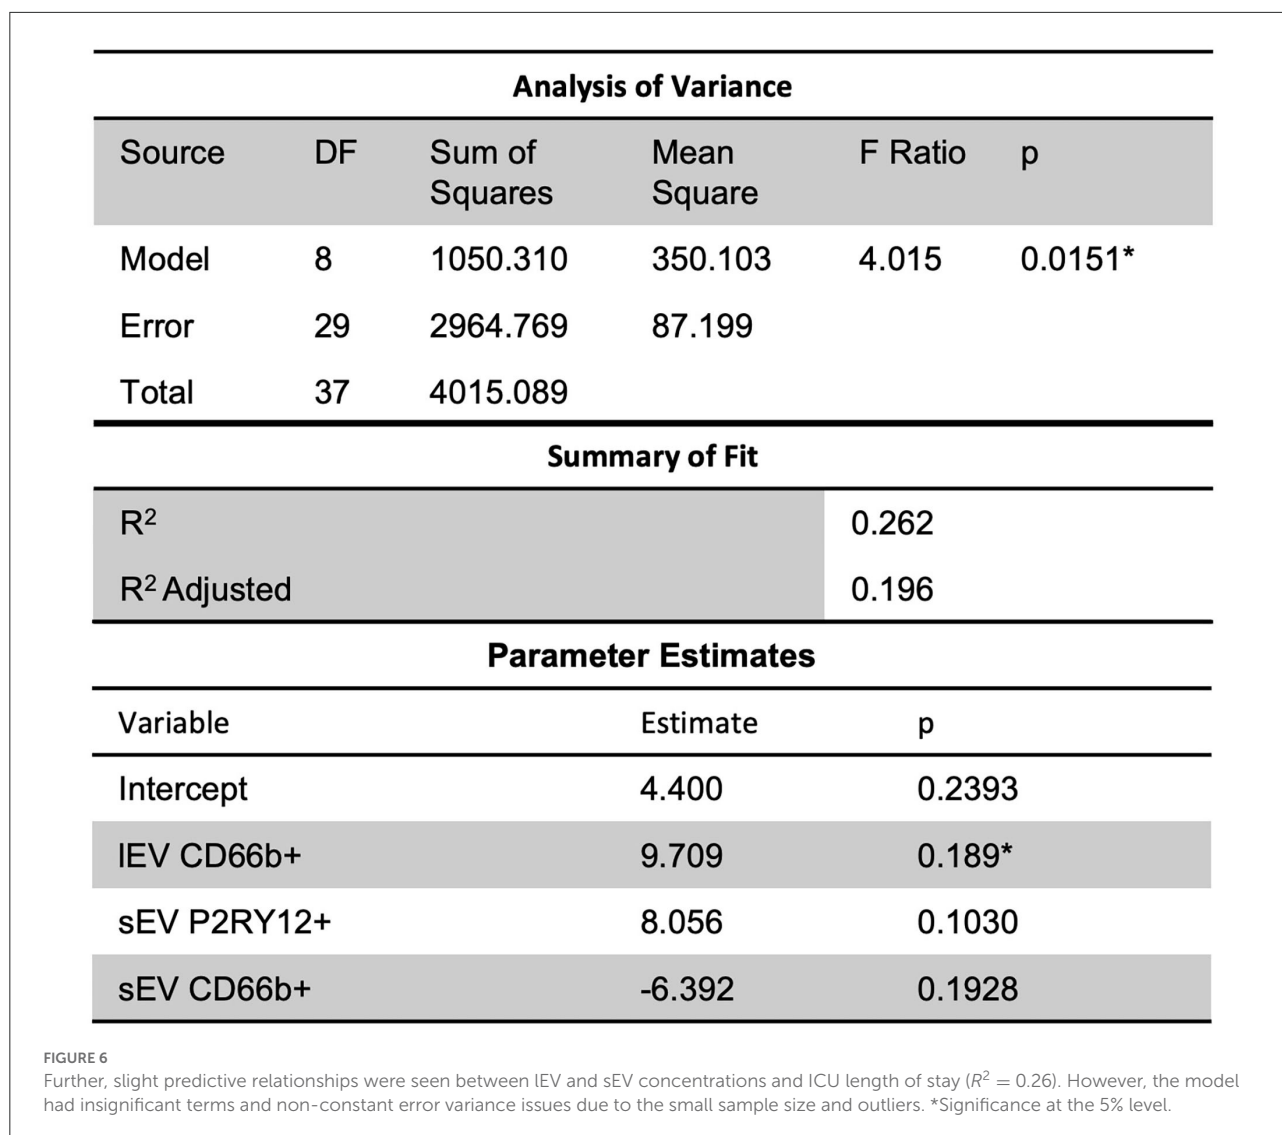 Analysis of Variance
Source DF Sum of Squares Mean Square F Ratio p
Model 8 1050.310 350.103 4.015 0.0151*
Error 29 2964.769 87.199
Total 37 4015.089
Summary of Fit
R² 0.262
R² Adjusted 0.196
Parameter Estimates
Variable Estimate p
Intercept 4.400 0.2393
lEV CD66b+ 9.709 0.189*
sEV P2RY12+ 8.056 0.1030
sEV CD66b+ -6.392 0.1928
FIGURE 6
Further, slight predictive relationships were seen between lEV and sEV concentrations and ICU length of stay (R² = 0.26). However, the model
had insignificant terms and non-constant error variance issues due to the small sample size and outliers. *Significance at the 5% level.